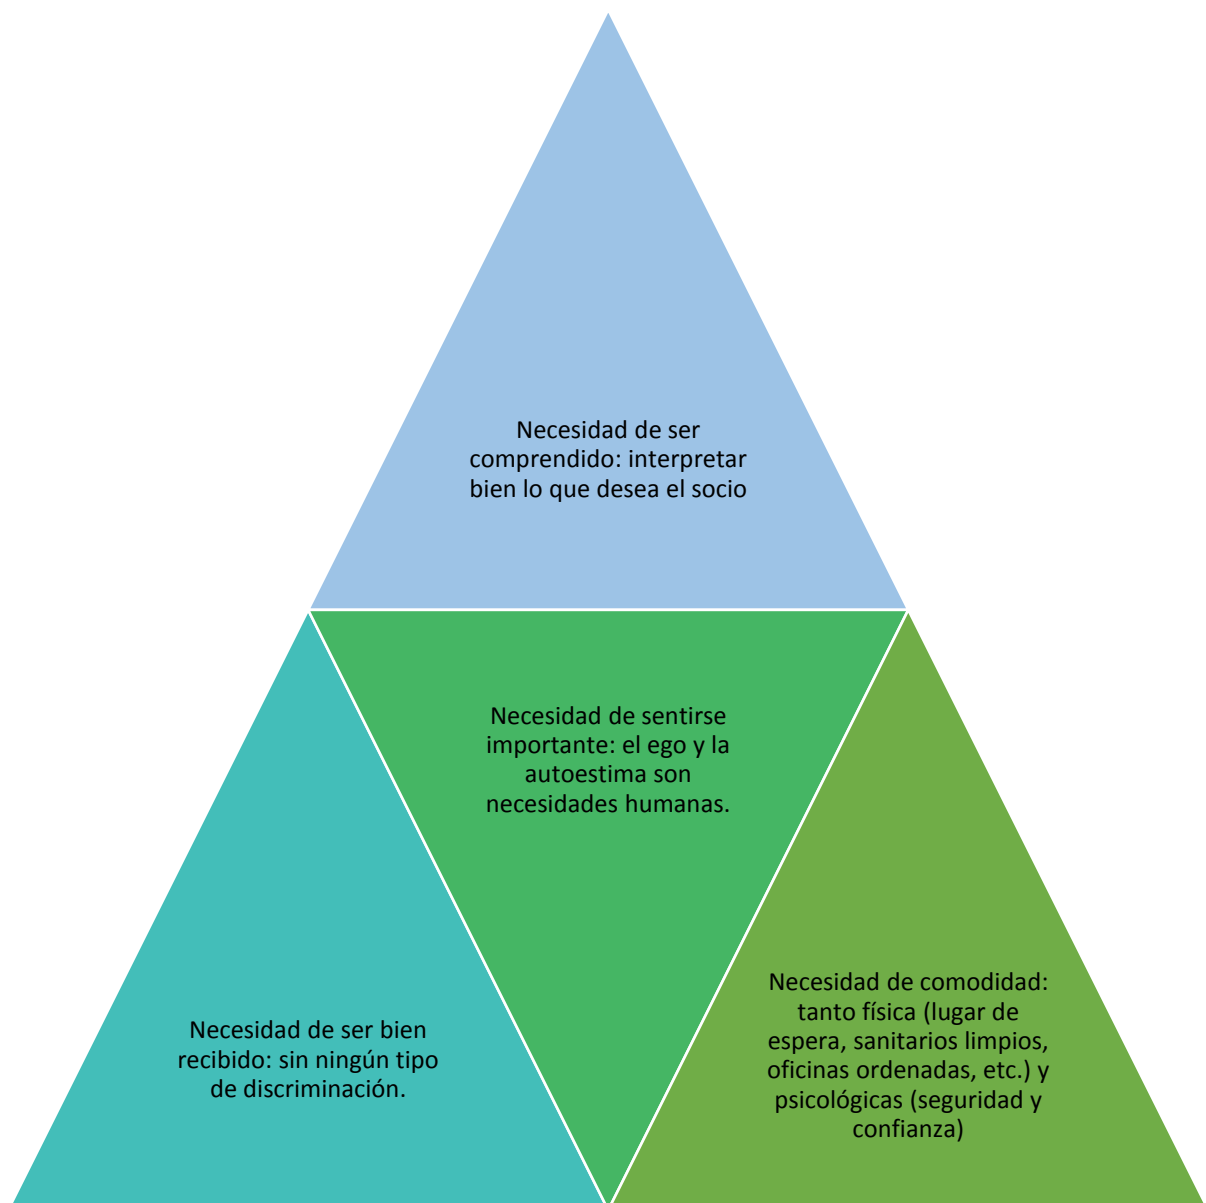 Necesidad de ser
comprendido: interpretar
bien lo que desea el socio
Necesidad de sentirse
importante: el ego y la
autoestima son
necesidades humanas.
Necesidad de ser bien
recibido: sin ningún tipo
de discriminación.
Necesidad de comodidad:
tanto física (lugar de
espera, sanitarios limpios,
oficinas ordenadas, etc.) y
psicológicas (seguridad y
confianza)